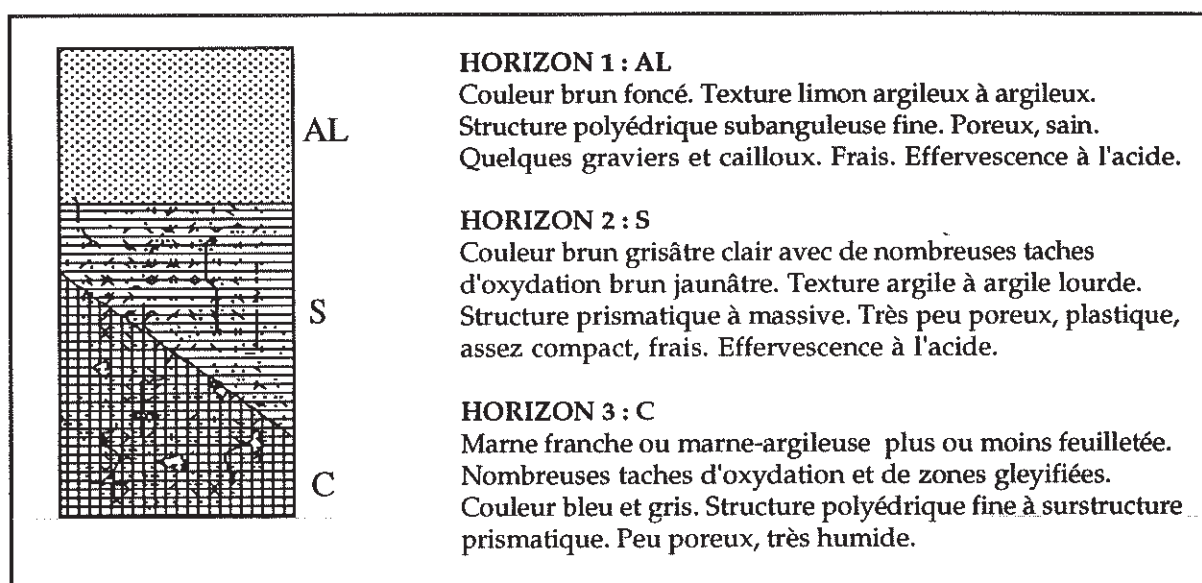 AL
S
C
HORIZON 1 : AL
Couleur brun foncé. Texture limon argileux à argileux.
Structure polyédrique subanguleuse fine. Poreux, sain.
Quelques graviers et cailloux. Frais. Effervescence à l'acide.
HORIZON 2 : S
Couleur brun grisâtre clair avec de nombreuses taches
d'oxydation brun jaunâtre. Texture argile à argile lourde.
Structure prismatique à massive. Très peu poreux, plastique,
assez compact, frais. Effervescence à l'acide.
HORIZON 3 : C
Marne franche ou marne-argileuse plus ou moins feuilletée.
Nombreuses taches d'oxydation et de zones gleyifiées.
Couleur bleu et gris. Structure polyédrique fine à surstructure
prismatique. Peu poreux, très humide.